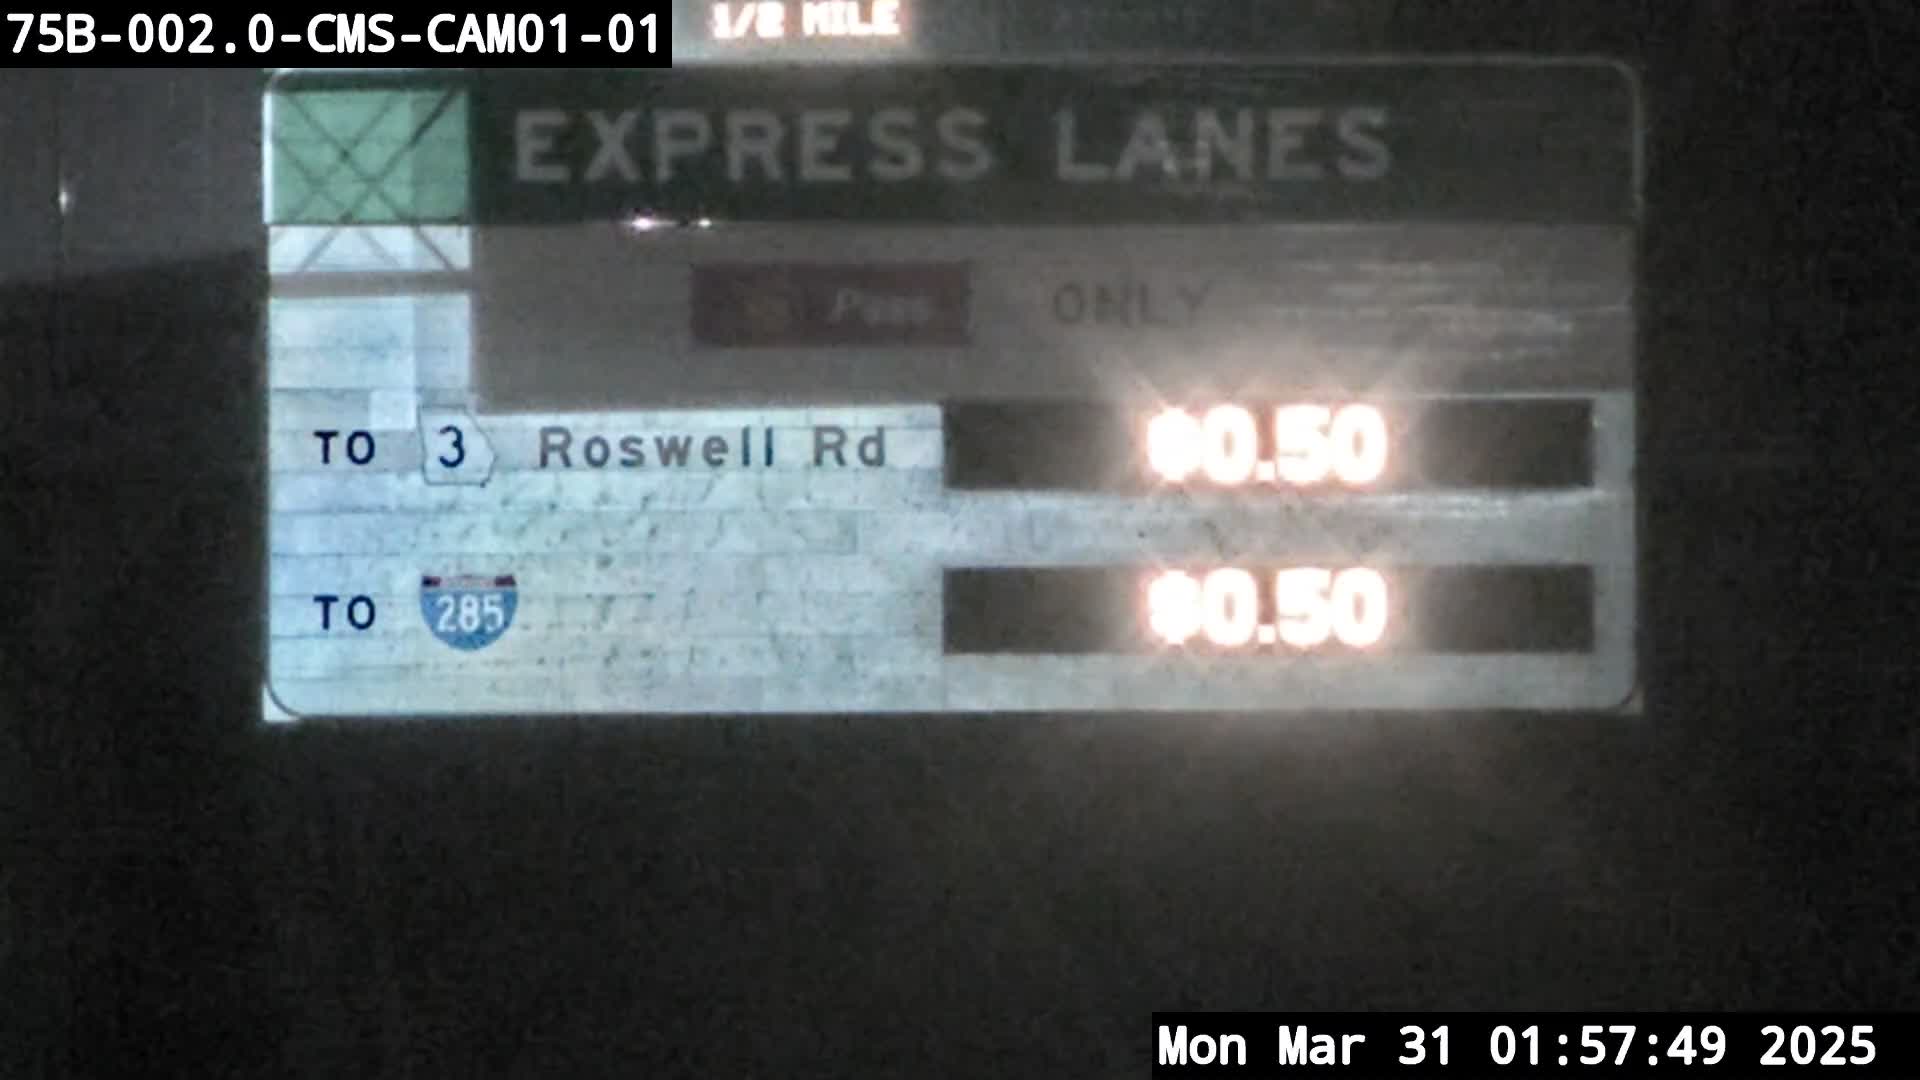 75B-002.0-CMS-CAM01-01
1/2 MILE
EXPRESS LANES
Pass ONLY
TO 3 Roswell Rd $0.50
TO 285 $0.50
Mon Mar 31 01:57:49 2025